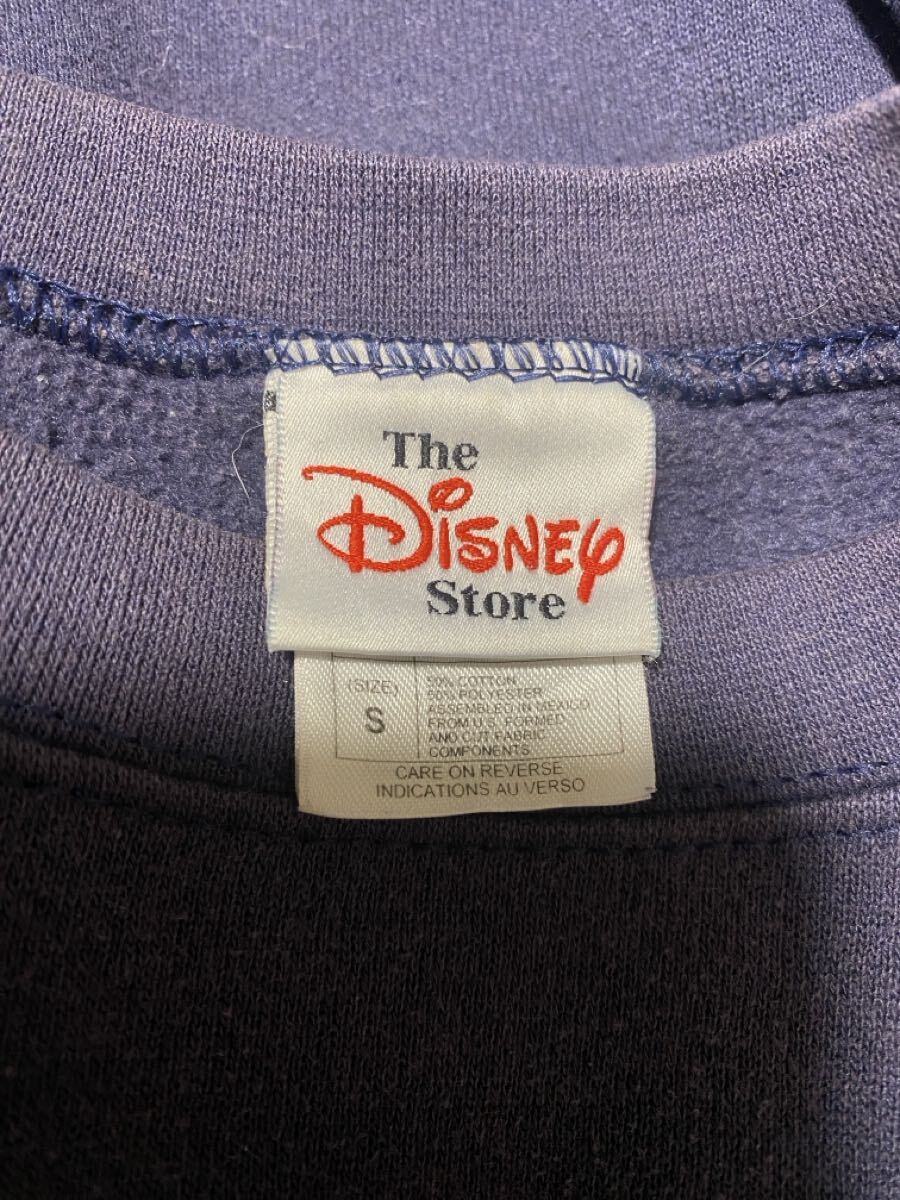 The
Disney
Store
(SIZE)
S
50% COTTON
50% POLYESTER
ASSEMBLED IN MEXICO
FROM U.S. FORMED
AND CUT FABRIC
COMPONENTS
CARE ON REVERSE
INDICATIONS AU VERSO